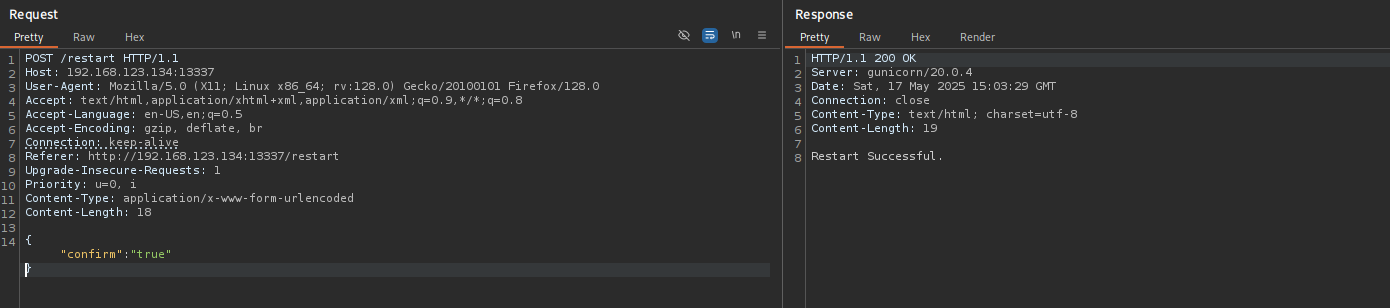 Request
Pretty Raw Hex
\n
1 POST /restart HTTP/1.1
2 Host: 192.168.123.134:13337
3 User-Agent: Mozilla/5.0 (X11; Linux x86_64; rv:128.0) Gecko/20100101 Firefox/128.0
4 Accept: text/html,application/xhtml+xml,application/xml;q=0.9,*/*;q=0.8
5 Accept-Language: en-US,en;q=0.5
6 Accept-Encoding: gzip, deflate, br
7 Connection: keep-alive
8 Referer: http://192.168.123.134:13337/restart
9 Upgrade-Insecure-Requests: 1
10 Priority: u=0, i
11 Content-Type: application/x-www-form-urlencoded
12 Content-Length: 18
13
14 {
"confirm":"true"
}
Response
Pretty Raw Hex Render
1 HTTP/1.1 200 OK
2 Server: gunicorn/20.0.4
3 Date: Sat, 17 May 2025 15:03:29 GMT
4 Connection: close
5 Content-Type: text/html; charset=utf-8
6 Content-Length: 19
7
8 Restart Successful.